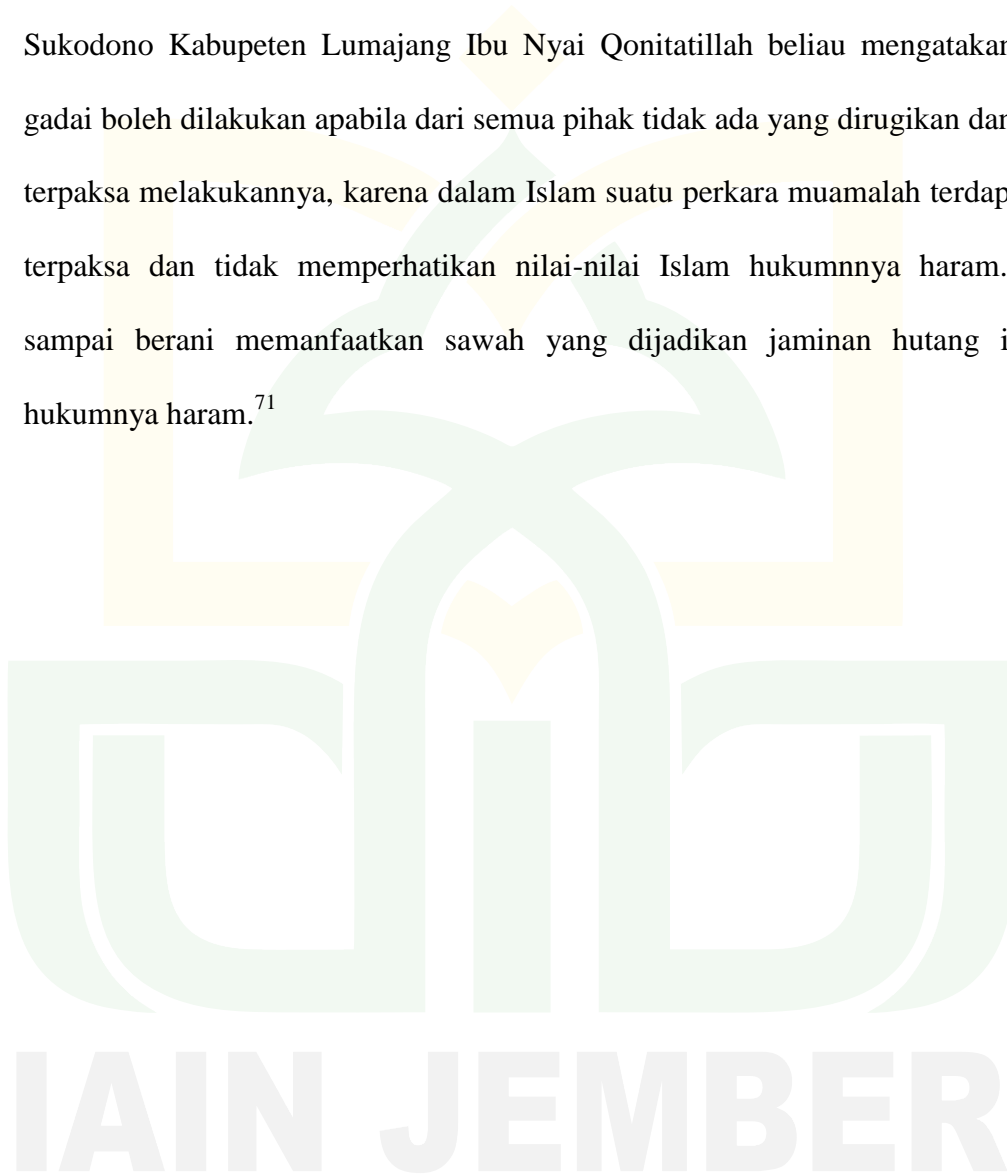 Sukodono Kabupeten Lumajang Ibu Nyai Qonitatillah beliau mengatakan
gadai boleh dilakukan apabila dari semua pihak tidak ada yang dirugikan dan
terpaksa melakukannya, karena dalam Islam suatu perkara muamalah
terpaksa dan tidak memperhatikan nilai-nilai Islam hukumnnya haram.
sampai berani memanfaatkan sawah yang dijadikan jaminan hutang
hukumnya haram.71
IAIN JEMBER